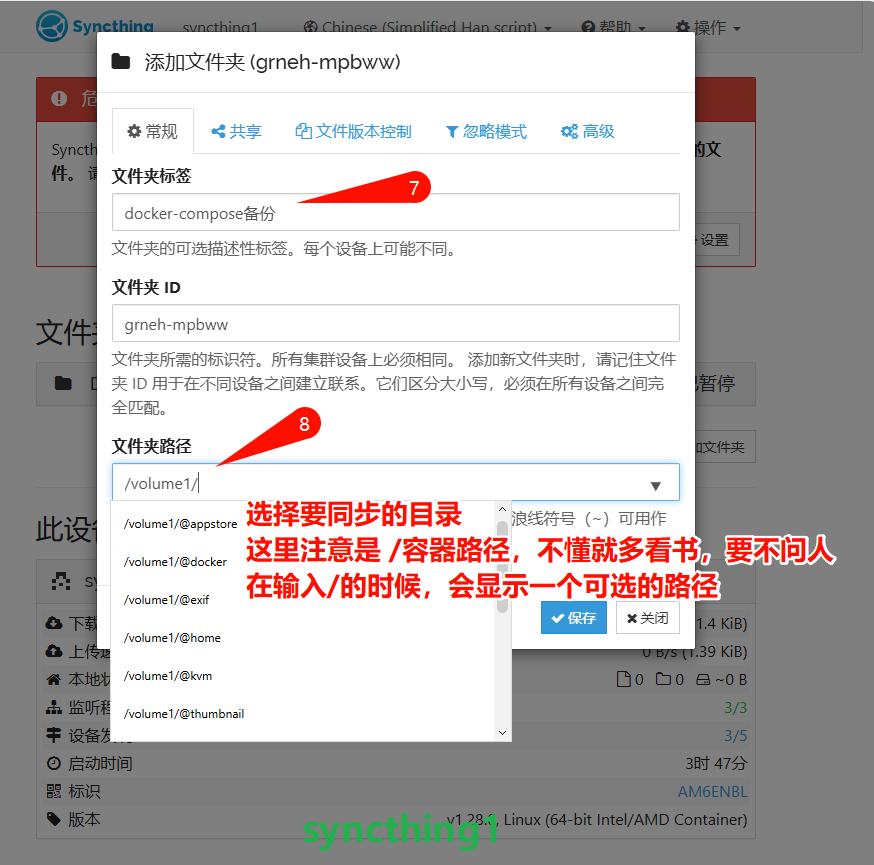 Syncthing
syncthing1
Chinese (Simplified Han script)
帮助
操作
添加文件夹 (grneh-mpbww)
危
常规
共享
文件版本控制
忽略模式
高级
Syncth
的文
件。
文件夹标签
7
docker-compose备份
文件夹的可选描述性标签。每个设备上可能不同。
设置
文件夹 ID
grneh-mpbww
文件夹所需的标识符。所有集群设备上必须相同。 添加新文件夹时，请记住文件
夹 ID 用于在不同设备之间建立联系。它们区分大小写，必须在所有设备之间完
全匹配。
暂停
8
文件夹路径
加文件夹
/volume1/
浪线符号（~）可用作
选择要同步的目录
这里注意是 /容器路径，不懂就多看书，要不问人
在输入/的时候，会显示一个可选的路径
/volume1/@appstore
/volume1/@docker
/volume1/@exif
/volume1/@home
/volume1/@kvm
/volume1/@thumbnail
保存
关闭
此设
下载
1.4 KiB)
上传
0 B/s (1.39 KiB)
本地状
0 0 ~0 B
监听程
3/3
设备发
3/5
启动时间
3时 47分
标识
AM6ENBL
版本
, Linux (64-bit Intel/AMD Container)
syncthing1